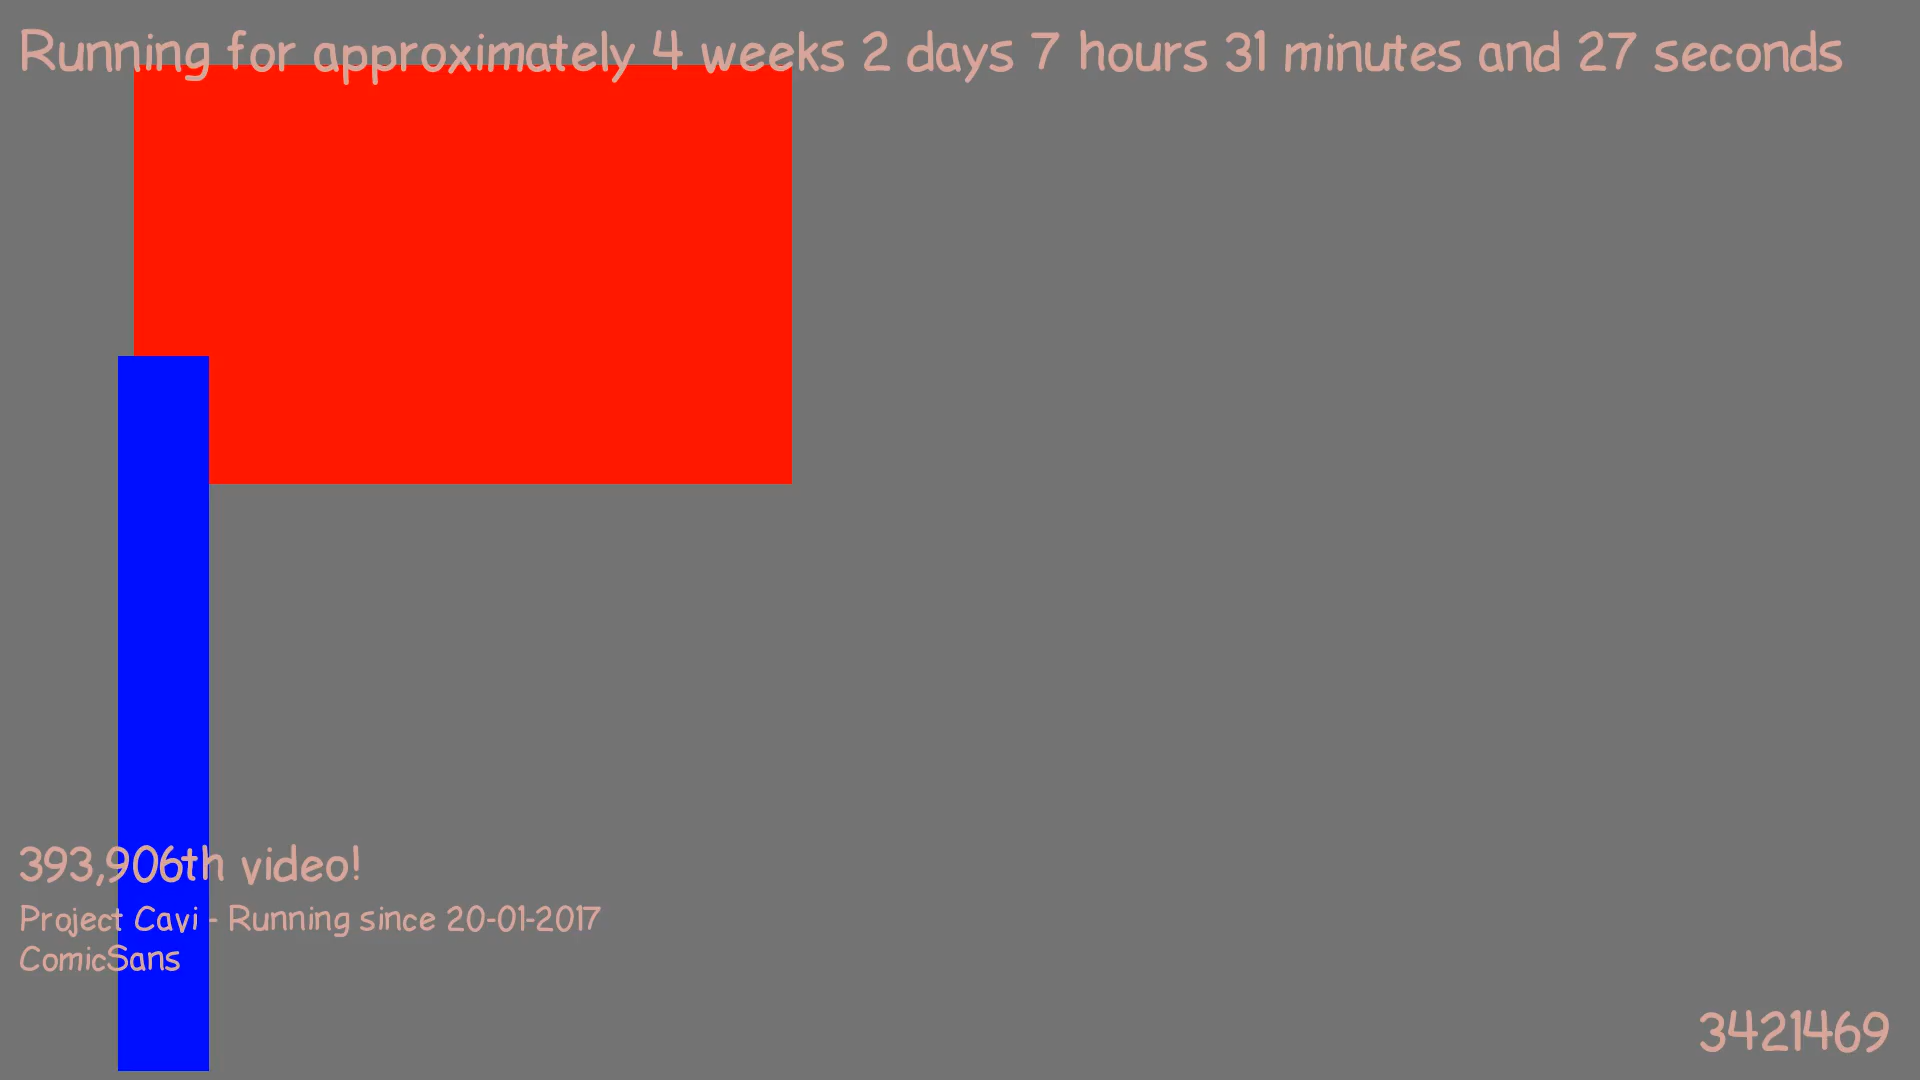 Running for approximately 4 weeks 2 days 7 hours 31 minutes and 27 seconds
393,906th video!
Project Cavi - Running since 20-01-2017
ComicSans
3421469